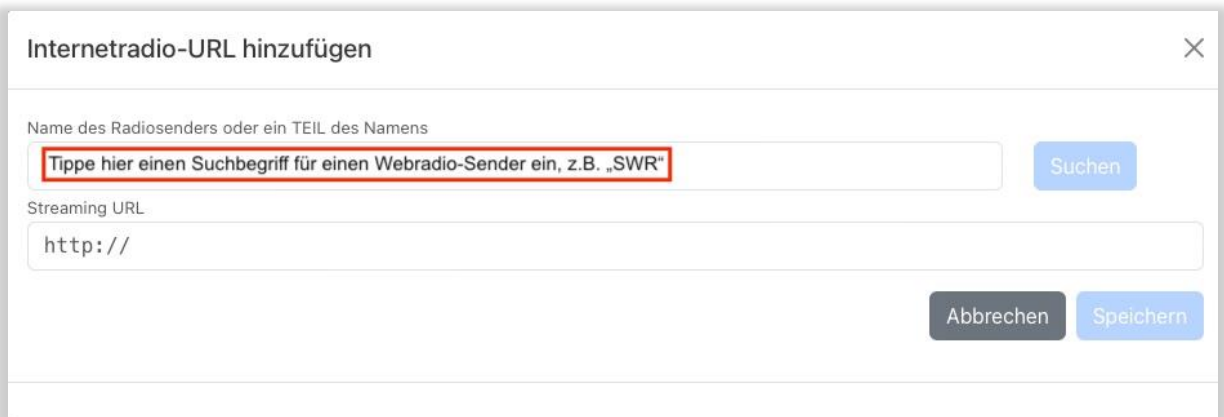 Internetradio-URL hinzufügen
Name des Radiosenders oder ein TEIL des Namens
Tippe hier einen Suchbegriff für einen Webradio-Sender ein, z.B. „SWR“
Suchen
Streaming URL
http://
Abbrechen Speichern